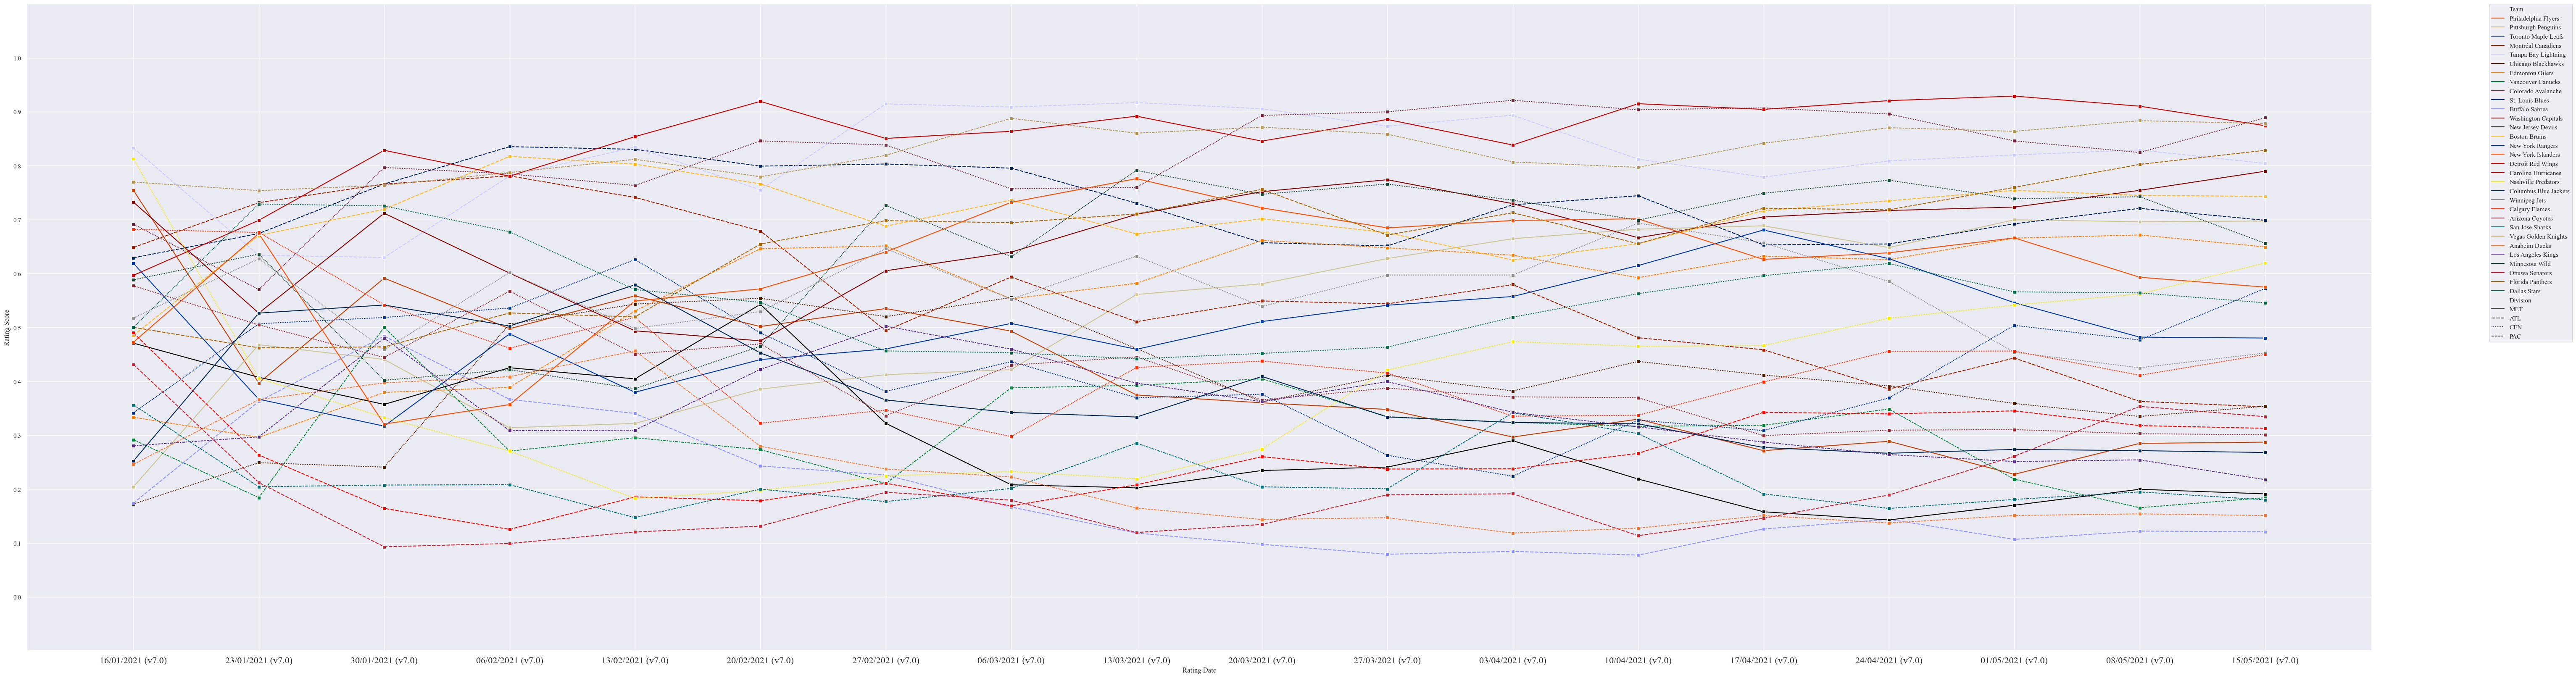 1.0
0.9
0.8
0.7
0.6
0.5
0.4
0.3
0.2
0.1
0.0
Rating Score
16/01/2021 (v7.0)
23/01/2021 (v7.0)
30/01/2021 (v7.0)
06/02/2021 (v7.0)
13/02/2021 (v7.0)
20/02/2021 (v7.0)
27/02/2021 (v7.0)
06/03/2021 (v7.0)
13/03/2021 (v7.0)
20/03/2021 (v7.0)
27/03/2021 (v7.0)
03/04/2021 (v7.0)
10/04/2021 (v7.0)
17/04/2021 (v7.0)
24/04/2021 (v7.0)
01/05/2021 (v7.0)
08/05/2021 (v7.0)
15/05/2021 (v7.0)
Rating Date
Team
Philadelphia Flyers
Pittsburgh Penguins
Toronto Maple Leafs
Montréal Canadiens
Tampa Bay Lightning
Chicago Blackhawks
Edmonton Oilers
Vancouver Canucks
Colorado Avalanche
St. Louis Blues
Buffalo Sabres
Washington Capitals
New Jersey Devils
Boston Bruins
New York Rangers
New York Islanders
Detroit Red Wings
Carolina Hurricanes
Nashville Predators
Columbus Blue Jackets
Winnipeg Jets
Calgary Flames
Arizona Coyotes
San Jose Sharks
Vegas Golden Knights
Anaheim Ducks
Los Angeles Kings
Minnesota Wild
Ottawa Senators
Florida Panthers
Dallas Stars
Division
MET
ATL
CEN
PAC